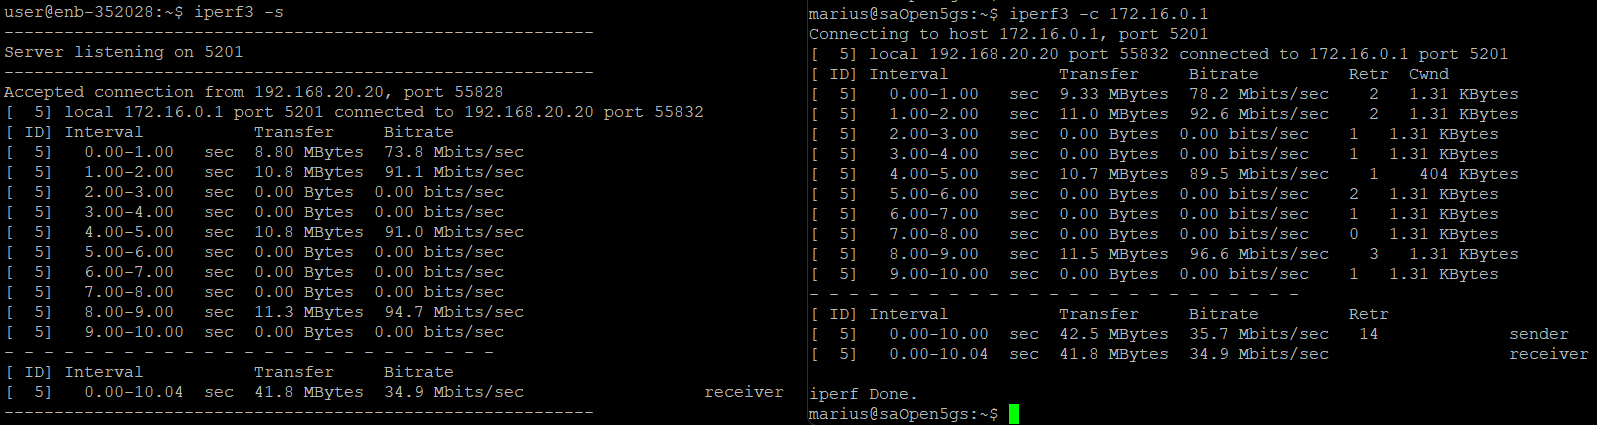 user@enb-352028:~$ iperf3 -s
-----------------------------------------------------------
Server listening on 5201
-----------------------------------------------------------
Accepted connection from 192.168.20.20, port 55828
[  5] local 172.16.0.1 port 5201 connected to 192.168.20.20 port 55832
[ ID] Interval           Transfer     Bitrate
[  5]   0.00-1.00   sec  8.80 MBytes  73.8 Mbits/sec
[  5]   1.00-2.00   sec  10.8 MBytes  91.1 Mbits/sec
[  5]   2.00-3.00   sec  0.00 Bytes  0.00 bits/sec
[  5]   3.00-4.00   sec  0.00 Bytes  0.00 bits/sec
[  5]   4.00-5.00   sec  10.8 MBytes  91.0 Mbits/sec
[  5]   5.00-6.00   sec  0.00 Bytes  0.00 bits/sec
[  5]   6.00-7.00   sec  0.00 Bytes  0.00 bits/sec
[  5]   7.00-8.00   sec  0.00 Bytes  0.00 bits/sec
[  5]   8.00-9.00   sec  11.3 MBytes  94.7 Mbits/sec
[  5]   9.00-10.00  sec  0.00 Bytes  0.00 bits/sec
- - - - - - - - - - - - - - - - - - - - - - - - -
[ ID] Interval           Transfer     Bitrate
[  5]   0.00-10.04  sec  41.8 MBytes  34.9 Mbits/sec                  receiver
-----------------------------------------------------------
marius@saOpen5gs:~$ iperf3 -c 172.16.0.1
Connecting to host 172.16.0.1, port 5201
[  5] local 192.168.20.20 port 55832 connected to 172.16.0.1 port 5201
[ ID] Interval           Transfer     Bitrate         Retr  Cwnd
[  5]   0.00-1.00   sec  9.33 MBytes  78.2 Mbits/sec    2   1.31 KBytes
[  5]   1.00-2.00   sec  11.0 MBytes  92.6 Mbits/sec    2   1.31 KBytes
[  5]   2.00-3.00   sec  0.00 Bytes  0.00 bits/sec    1   1.31 KBytes
[  5]   3.00-4.00   sec  0.00 Bytes  0.00 bits/sec    1   1.31 KBytes
[  5]   4.00-5.00   sec  10.7 MBytes  89.5 Mbits/sec    1    404 KBytes
[  5]   5.00-6.00   sec  0.00 Bytes  0.00 bits/sec    2   1.31 KBytes
[  5]   6.00-7.00   sec  0.00 Bytes  0.00 bits/sec    1   1.31 KBytes
[  5]   7.00-8.00   sec  0.00 Bytes  0.00 bits/sec    0   1.31 KBytes
[  5]   8.00-9.00   sec  11.5 MBytes  96.6 Mbits/sec    3   1.31 KBytes
[  5]   9.00-10.00  sec  0.00 Bytes  0.00 bits/sec    1   1.31 KBytes
- - - - - - - - - - - - - - - - - - - - - - - - -
[ ID] Interval           Transfer     Bitrate         Retr
[  5]   0.00-10.00  sec  42.5 MBytes  35.7 Mbits/sec   14             sender
[  5]   0.00-10.04  sec  41.8 MBytes  34.9 Mbits/sec                  receiver
iperf Done.
marius@saOpen5gs:~$